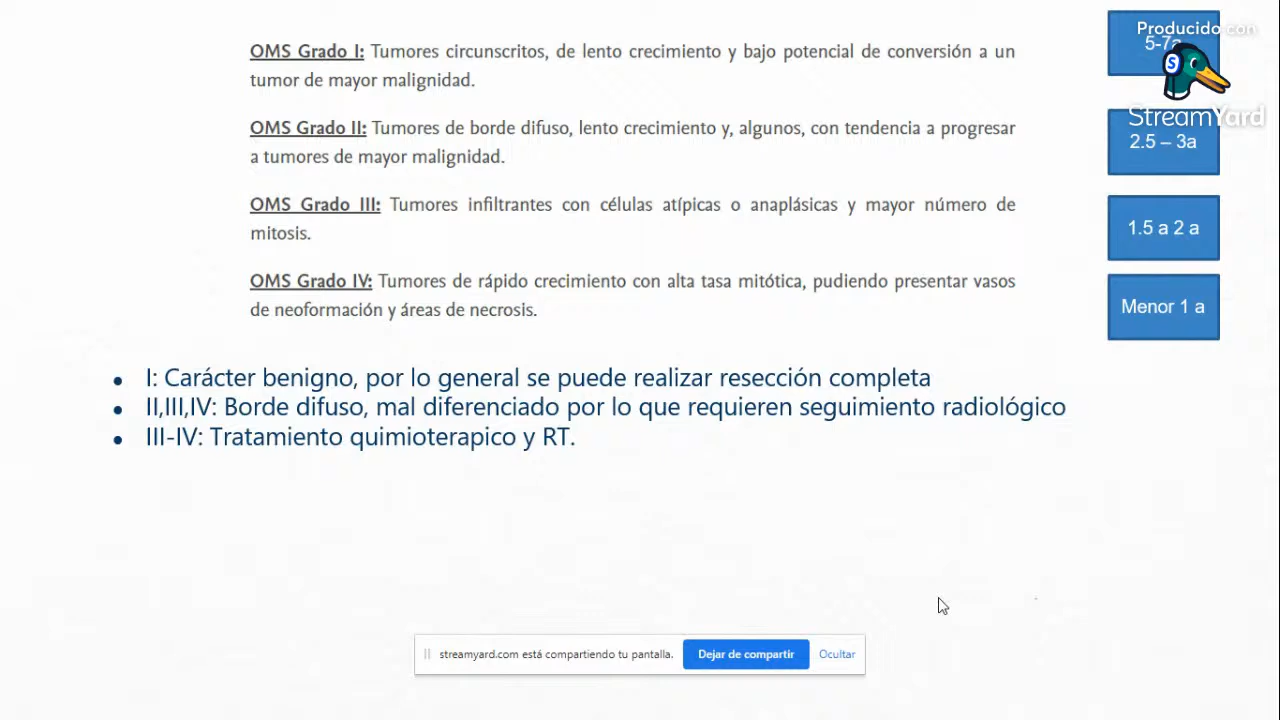 Producido con
OMS Grado I: Tumores circunscritos, de lento crecimiento y bajo potencial de conversión a un
tumor de mayor malignidad.
5-7a
StreamYard
OMS Grado II: Tumores de borde difuso, lento crecimiento y, algunos, con tendencia a progresar
a tumores de mayor malignidad.
2.5 – 3a
OMS Grado III: Tumores infiltrantes con células atípicas o anaplásicas y mayor número de
mitosis.
1.5 a 2 a
OMS Grado IV: Tumores de rápido crecimiento con alta tasa mitótica, pudiendo presentar vasos
de neoformación y áreas de necrosis.
Menor 1 a
• I: Carácter benigno, por lo general se puede realizar resección completa
• II,III,IV: Borde difuso, mal diferenciado por lo que requieren seguimiento radiológico
• III-IV: Tratamiento quimioterapico y RT.
streamyard.com está compartiendo tu pantalla. Dejar de compartir Ocultar